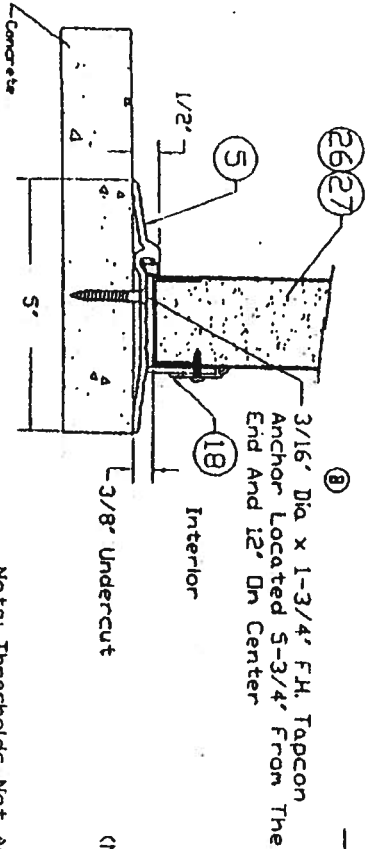 26 27
B
3/16" Dia x 1-3/4" F.H. Tapcon
Anchor Located 5-3/4" From The
End And 12" On Center
5
1/2"
18
Interior
3/8" Undercut
5"
Concrete
Note: Thresholds Not